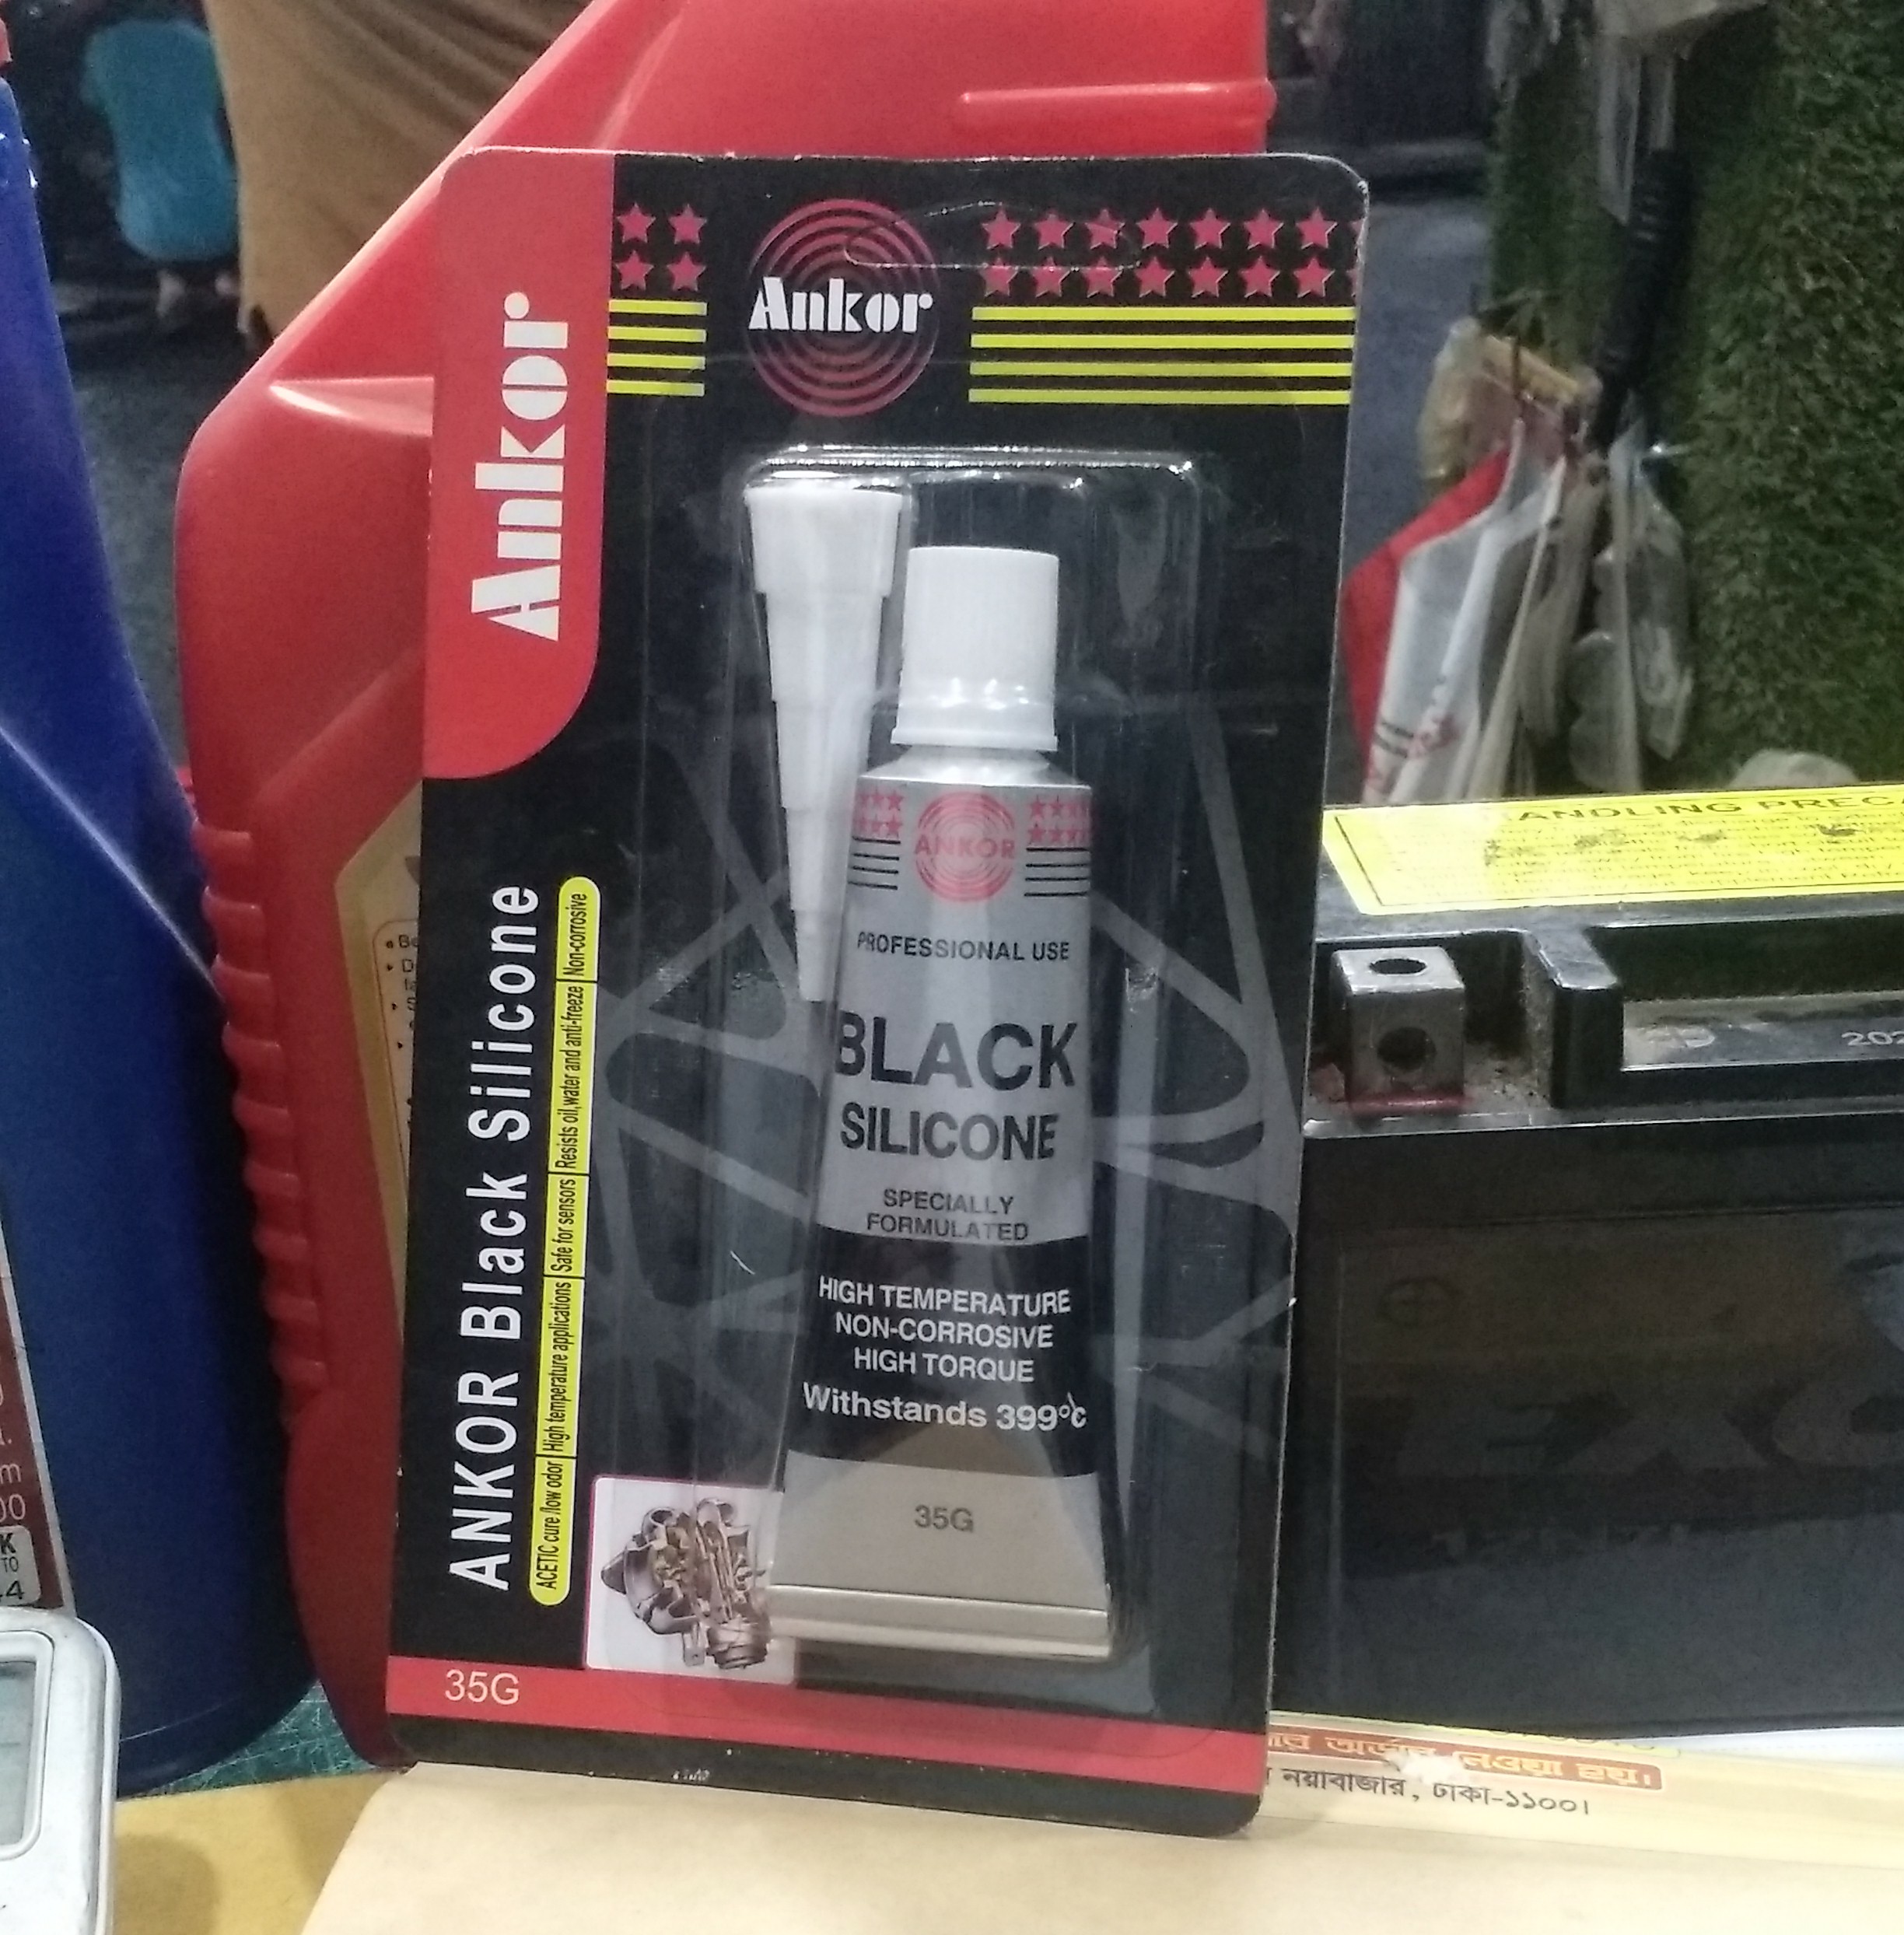 Ankor
Ankor
ANKOR Black Silicone
ACETIC cure /low odor
High temperature applications
Safe for sensors
Resists oil,water and anti-freeze
Non-corrosive
ANKOR
PROFESSIONAL USE
BLACK
SILICONE
SPECIALLY
FORMULATED
HIGH TEMPERATURE
NON-CORROSIVE
HIGH TORQUE
Withstands 399°c
35G
35G
নেওয়া হয়।
নয়াবাজার, ঢাকা-১১০০।